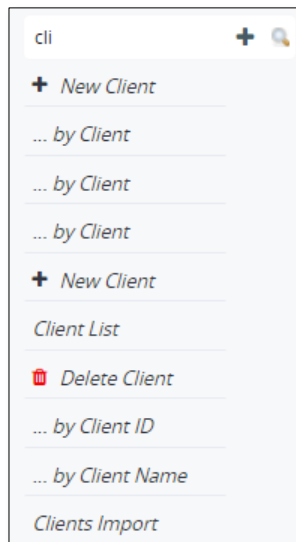 cli
New Client
... by Client
... by Client
... by Client
New Client
Client List
Delete Client
... by Client ID
... by Client Name
Clients Import